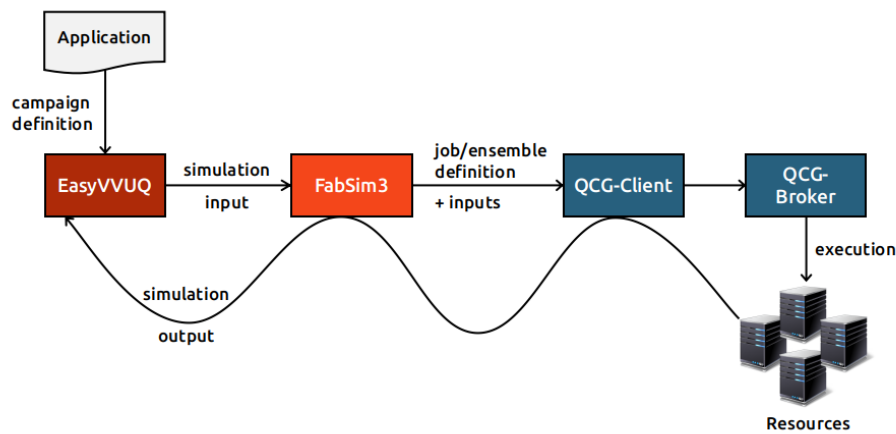 Application
campaign
definition
EasyVVUQ
simulation
input
FabSim3
job/ensemble
definition
+ inputs
QCG-Client
QCG-
Broker
execution
simulation
output
Resources